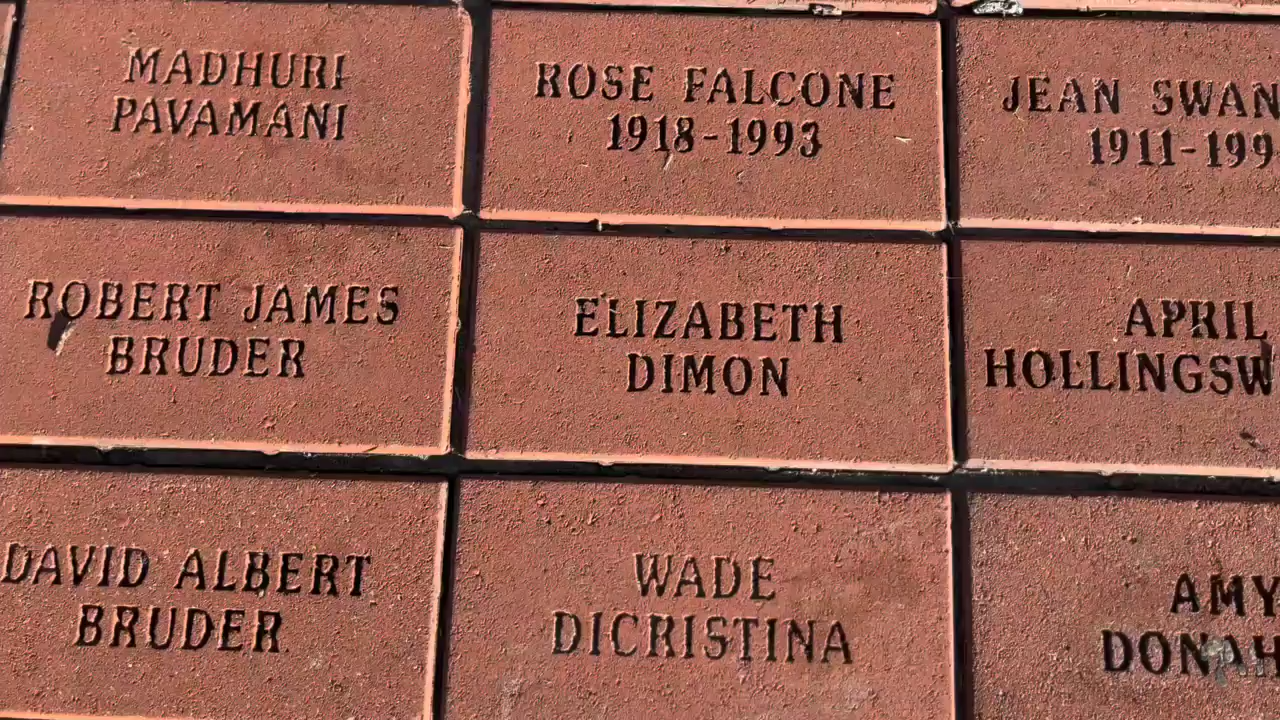 MADHURI
PAVAMANI
ROSE FALCONE
1918-1993
JEAN SWAN
1911-199
ROBERT JAMES
BRUDER
ELIZABETH
DIMON
APRIL
HOLLINGSW
DAVID ALBERT
BRUDER
WADE
DICRISTINA
AMY
DONAH